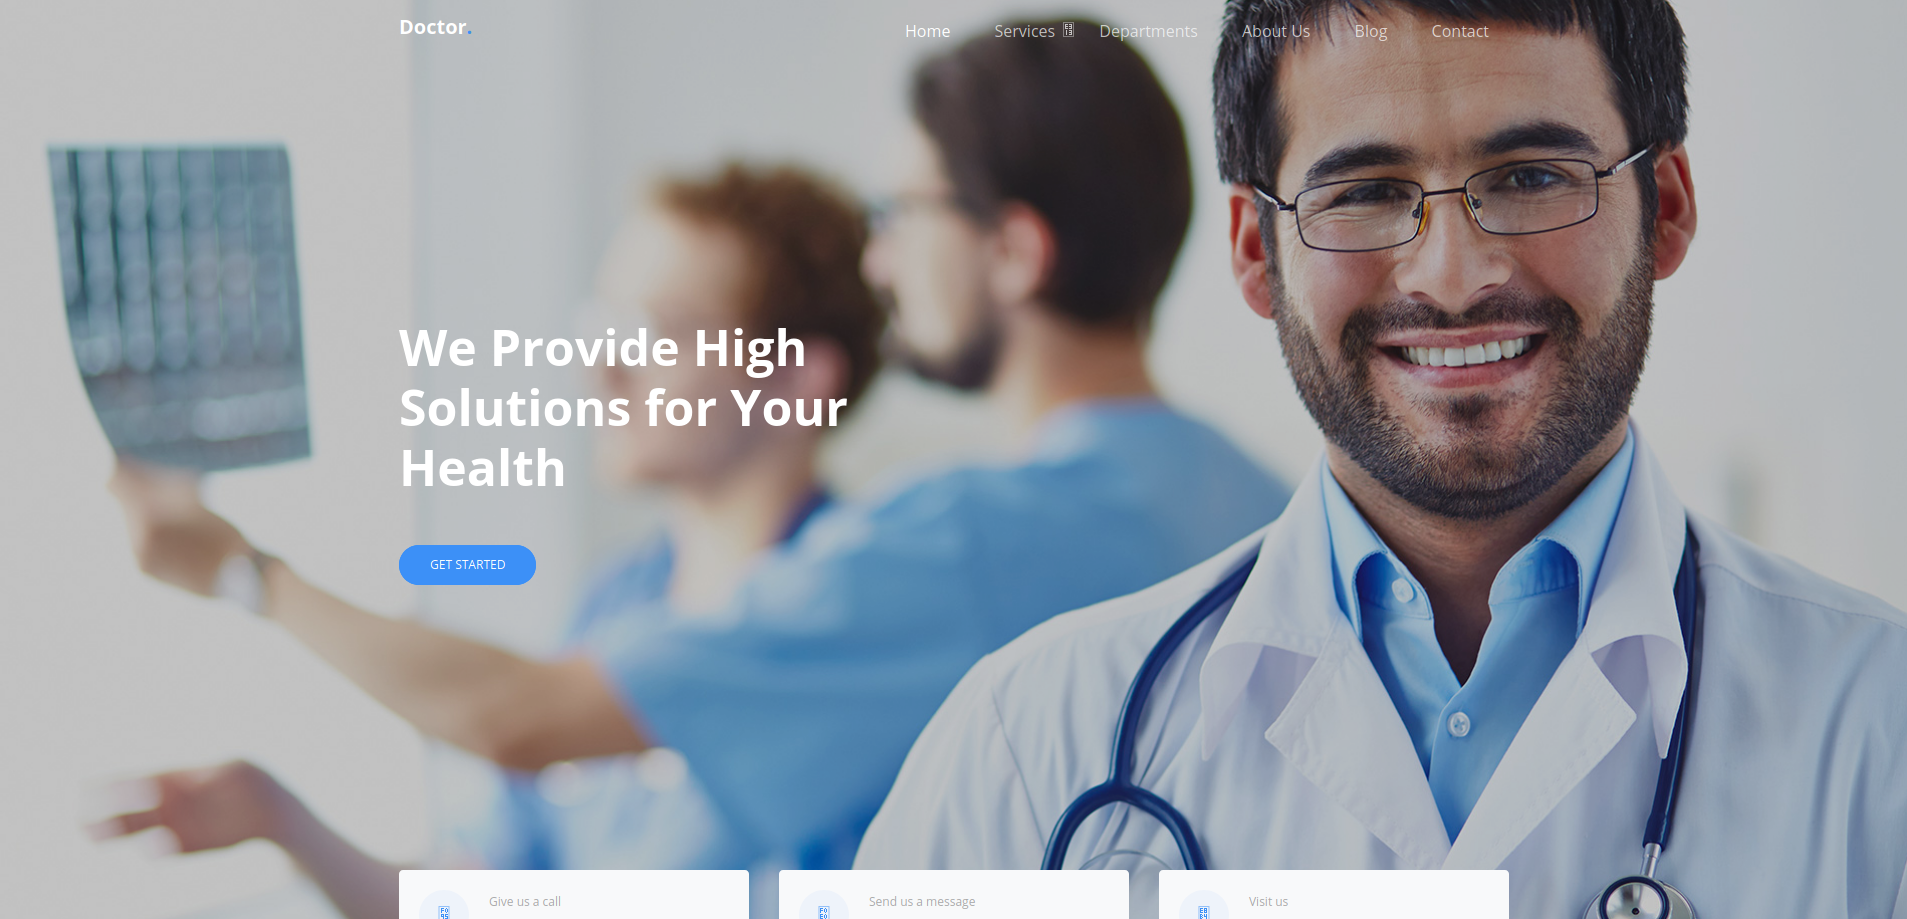 Doctor.
Home Services Departments About Us Blog Contact
We Provide High
Solutions for Your
Health
GET STARTED
Give us a call
Send us a message
Visit us